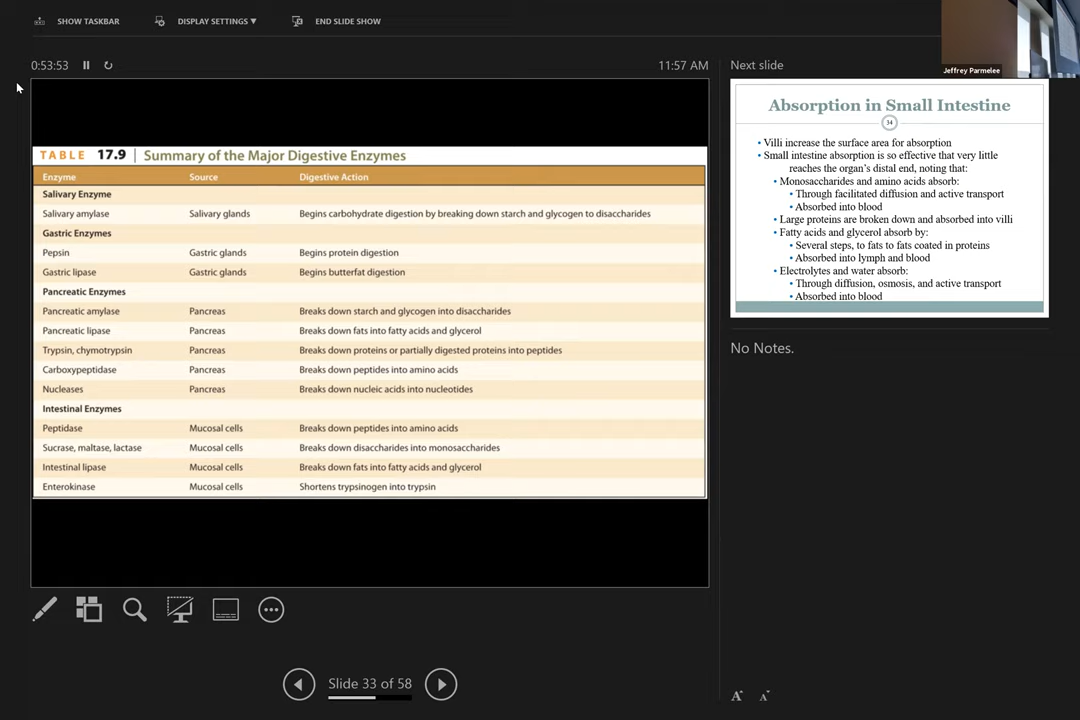 SHOW TASKBAR DISPLAY SETTINGS ▼ END SLIDE SHOW
Jeffrey Parmelee
0:53:53 11:57 AM
TABLE 17.9 | Summary of the Major Digestive Enzymes
Enzyme Source Digestive Action
Salivary Enzyme
Salivary amylase Salivary glands Begins carbohydrate digestion by breaking down starch and glycogen to disaccharides
Gastric Enzymes
Pepsin Gastric glands Begins protein digestion
Gastric lipase Gastric glands Begins butterfat digestion
Pancreatic Enzymes
Pancreatic amylase Pancreas Breaks down starch and glycogen into disaccharides
Pancreatic lipase Pancreas Breaks down fats into fatty acids and glycerol
Trypsin, chymotrypsin Pancreas Breaks down proteins or partially digested proteins into peptides
Carboxypeptidase Pancreas Breaks down peptides into amino acids
Nucleases Pancreas Breaks down nucleic acids into nucleotides
Intestinal Enzymes
Peptidase Mucosal cells Breaks down peptides into amino acids
Sucrase, maltase, lactase Mucosal cells Breaks down disaccharides into monosaccharides
Intestinal lipase Mucosal cells Breaks down fats into fatty acids and glycerol
Enterokinase Mucosal cells Shortens trypsinogen into trypsin
Slide 33 of 58
Next slide
Absorption in Small Intestine
34
• Villi increase the surface area for absorption
• Small intestine absorption is so effective that very little
reaches the organ's distal end, noting that:
• Monosaccharides and amino acids absorb:
• Through facilitated diffusion and active transport
• Absorbed into blood
• Large proteins are broken down and absorbed into villi
• Fatty acids and glycerol absorb by:
• Several steps, to fats to fats coated in proteins
• Absorbed into lymph and blood
• Electrolytes and water absorb:
• Through diffusion, osmosis, and active transport
• Absorbed into blood
No Notes.
A A